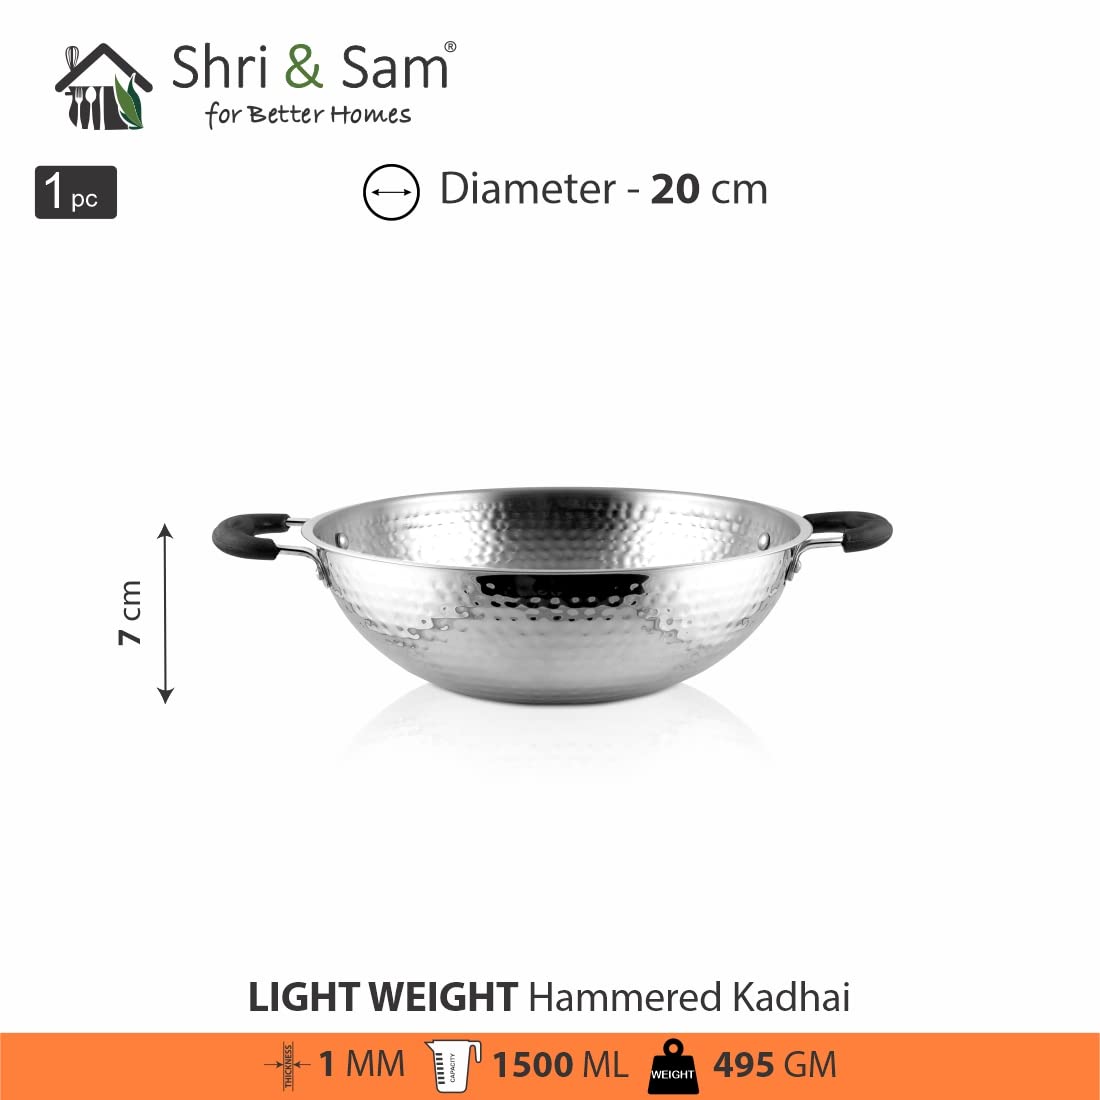 Shri & Sam®
for Better Homes
1 pc
Diameter - 20 cm
7 cm
LIGHT WEIGHT Hammered Kadhai
THICKNESS 1 MM CAPACITY 1500 ML WEIGHT 495 GM